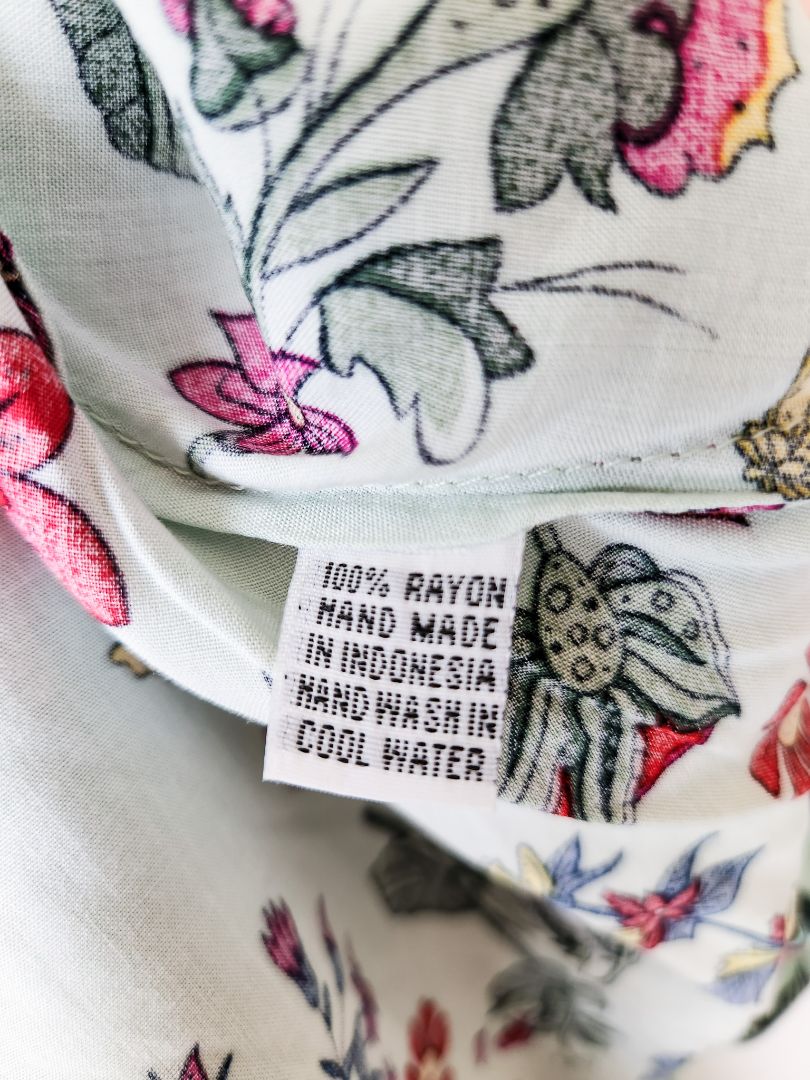 100% RAYON
HAND MADE
IN INDONESIA
HAND WASH IN
COOL WATER